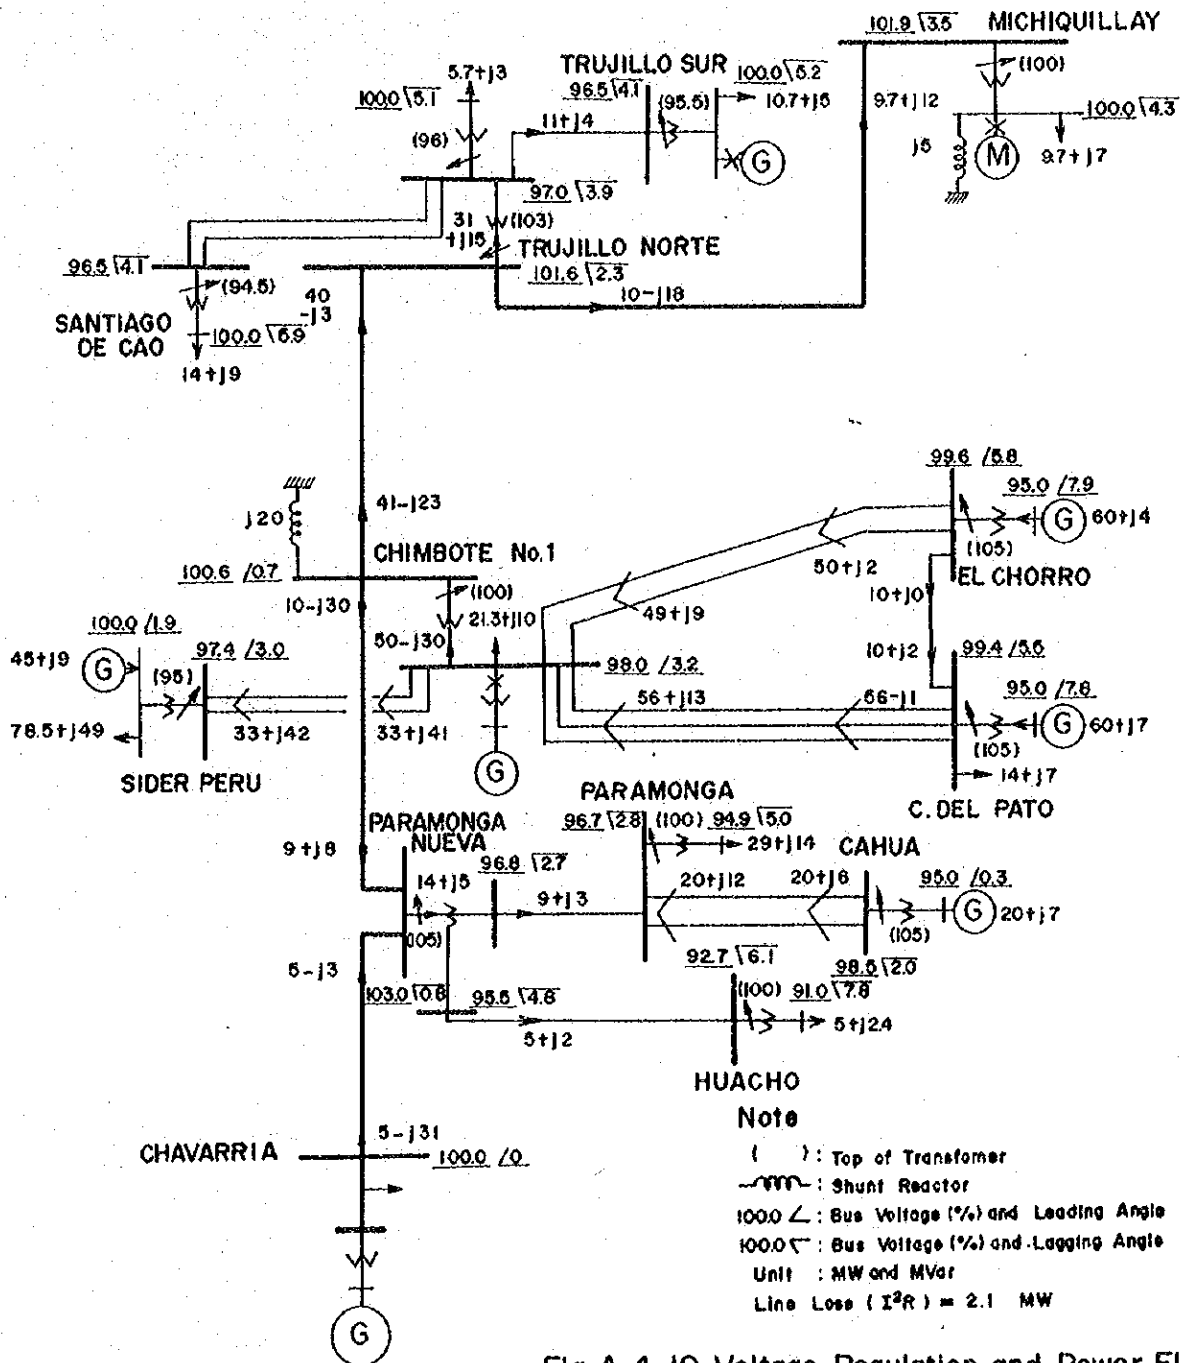 101.9 \3.5 MICHIQUILLAY
(100)
TRUJILLO SUR
5.7+j3
100.0 \5.2
100.0 \5.1
96.5 \4.1
(95.5)
10.7+j5
9.7+j12
100.0 \4.3
11+j4
(96)
j5
M
9.7+j7
G
97.0 \3.9
31
+j15
(103)
TRUJILLO NORTE
96.5 \4.1
101.6 \2.3
(94.5)
40
-j3
10-j18
SANTIAGO
DE CAO
100.0 \5.9
14+j9
99.6 /5.8
95.0 /7.9
j20
41-j23
G
60+j4
(105)
CHIMBOTE No.1
100.6 /0.7
(100)
50+j2
EL CHORRO
10-j30
49+j9
10+j0
100.0 /1.9
21.3+j10
45+j9
G
97.4 /3.0
50-j30
98.0 /3.2
10+j2
99.4 /5.5
(95)
95.0 /7.8
56+j13
56-j1
G
60+j7
78.5+j49
33+j42
33+j41
(105)
14+j7
G
SIDER PERU
PARAMONGA
C. DEL PATO
PARAMONGA
NUEVA
96.7 \2.8
(100)
94.9 \5.0
29+j14
CAHUA
9+j8
96.8 \2.7
14+j5
20+j12
20+j6
95.0 /0.3
9+j3
G
20+j7
(105)
(105)
92.7 \6.1
98.5 \2.0
5-j3
103.0 \0.8
95.5 \4.8
(100)
91.0 \7.8
5+j2
5+j2.4
HUACHO
Note
5-j31
CHAVARRIA
100.0 /0
( ) : Top of Transfomer
: Shunt Reactor
100.0 ∠ : Bus Voltage (%) and Leading Angle
100.0 : Bus Voltage (%) and Lagging Angle
Unit : MW and MVar
Line Loss ( I²R ) = 2.1 MW
G